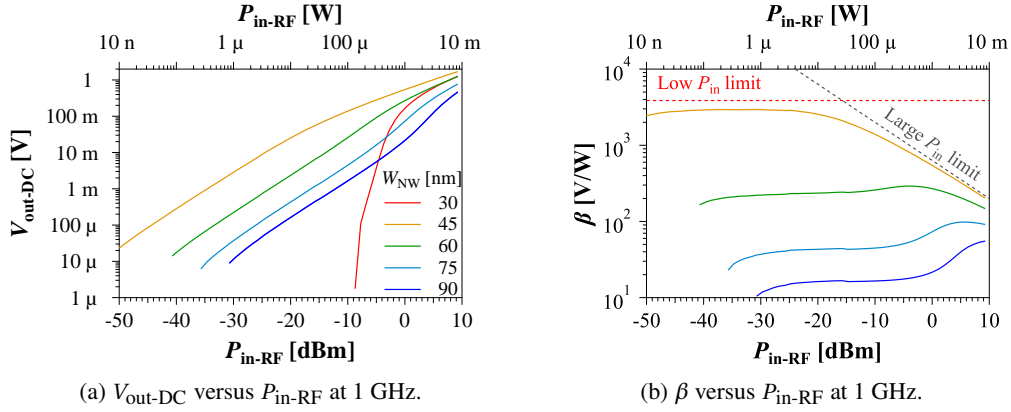 P_in-RF [W]
10 n 1 µ 100 µ 10 m
V_out-DC [V]
1
100 m
10 m
1 m
100 µ
10 µ
1 µ
W_NW [nm]
30
45
60
75
90
-50 -40 -30 -20 -10 0 10
P_in-RF [dBm]
(a) V_out-DC versus P_in-RF at 1 GHz.
P_in-RF [W]
10 n 1 µ 100 µ 10 m
β [V/W]
10^4
10^3
10^2
10^1
Low P_in limit
Large P_in limit
-50 -40 -30 -20 -10 0 10
P_in-RF [dBm]
(b) β versus P_in-RF at 1 GHz.